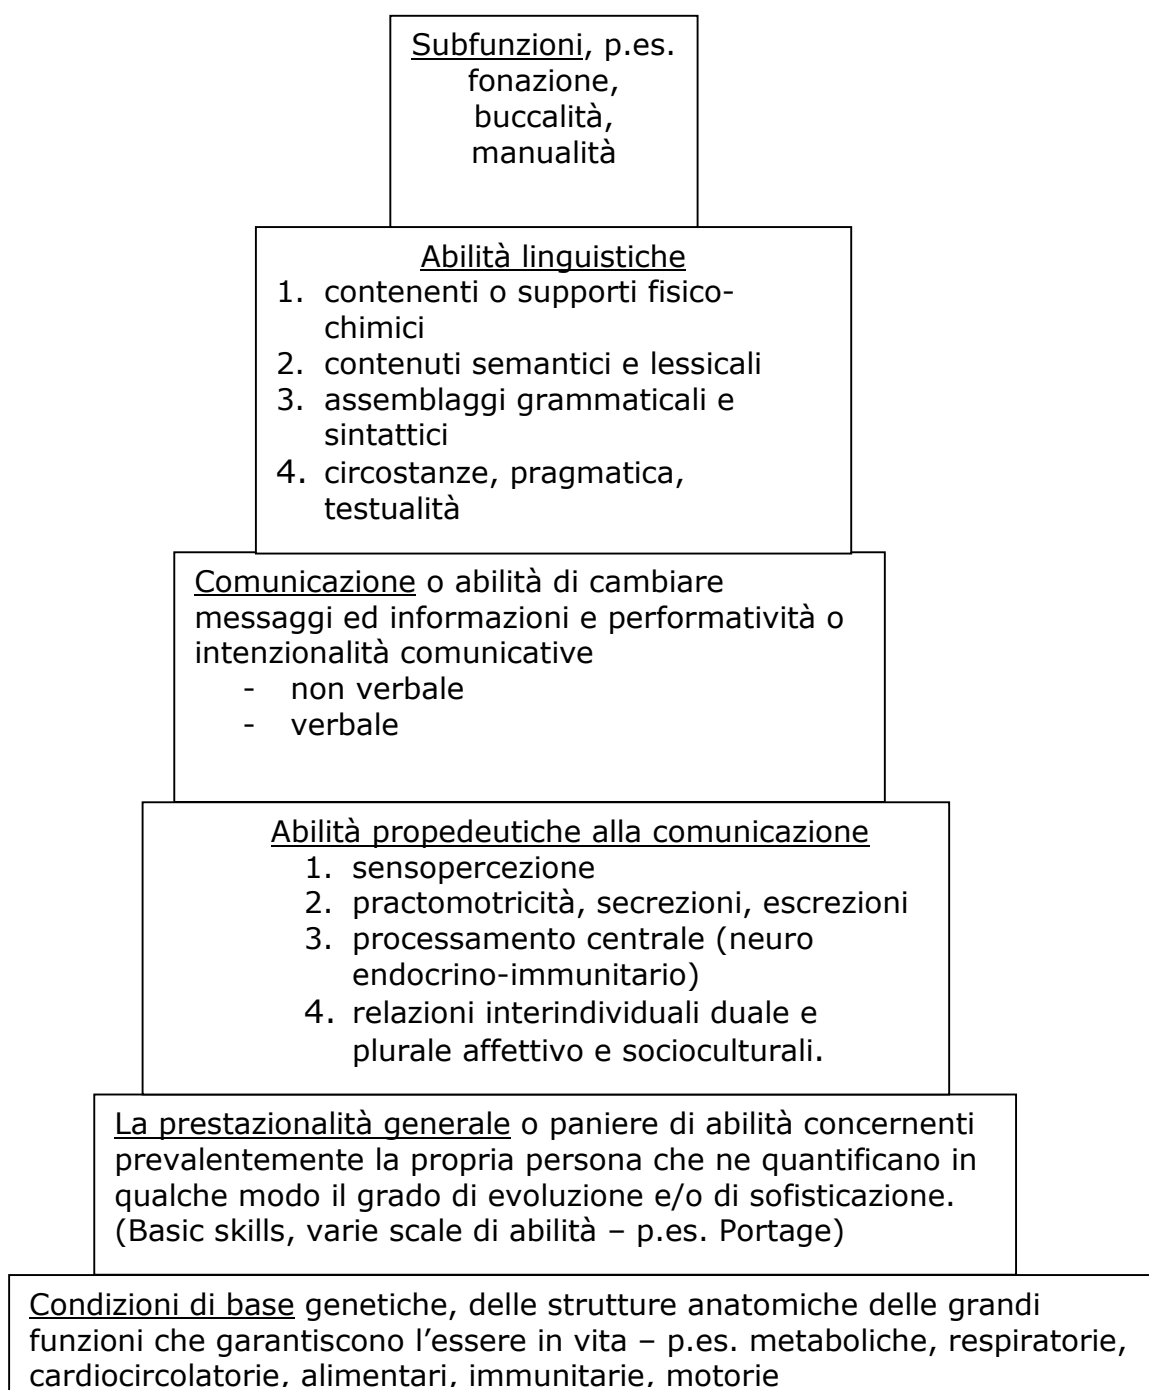 Subfunzioni, p.es.
fonazione,
buccalità,
manualità
Abilità linguistiche
1. contenenti o supporti fisico-
chimici
2. contenuti semantici e lessicali
3. assemblaggi grammaticali e
sintattici
4. circostanze, pragmatica,
testualità
Comunicazione o abilità di cambiare
messaggi ed informazioni e performatività o
intenzionalità comunicative
- non verbale
- verbale
Abilità propedeutiche alla comunicazione
1. sensopercezione
2. practomotricità, secrezioni, escrezioni
3. processamento centrale (neuro
endocrino-immunitario)
4. relazioni interindividuali duale e
plurale affettivo e socioculturali.
La prestazionalità generale o paniere di abilità concernenti
prevalentemente la propria persona che ne quantificano in
qualche modo il grado di evoluzione e/o di sofisticazione.
(Basic skills, varie scale di abilità – p.es. Portage)
Condizioni di base genetiche, delle strutture anatomiche delle grandi
funzioni che garantiscono l'essere in vita – p.es. metaboliche, respiratorie,
cardiocircolatorie, alimentari, immunitarie, motorie